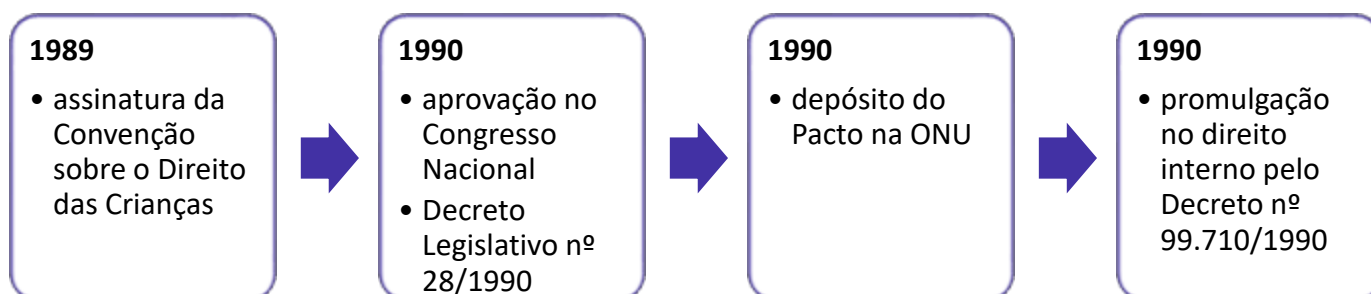 1989
• assinatura da
Convenção
sobre o Direito
das Crianças
1990
• aprovação no
Congresso
Nacional
• Decreto
Legislativo nº
28/1990
1990
• depósito do
Pacto na ONU
1990
• promulgação
no direito
interno pelo
Decreto nº
99.710/1990